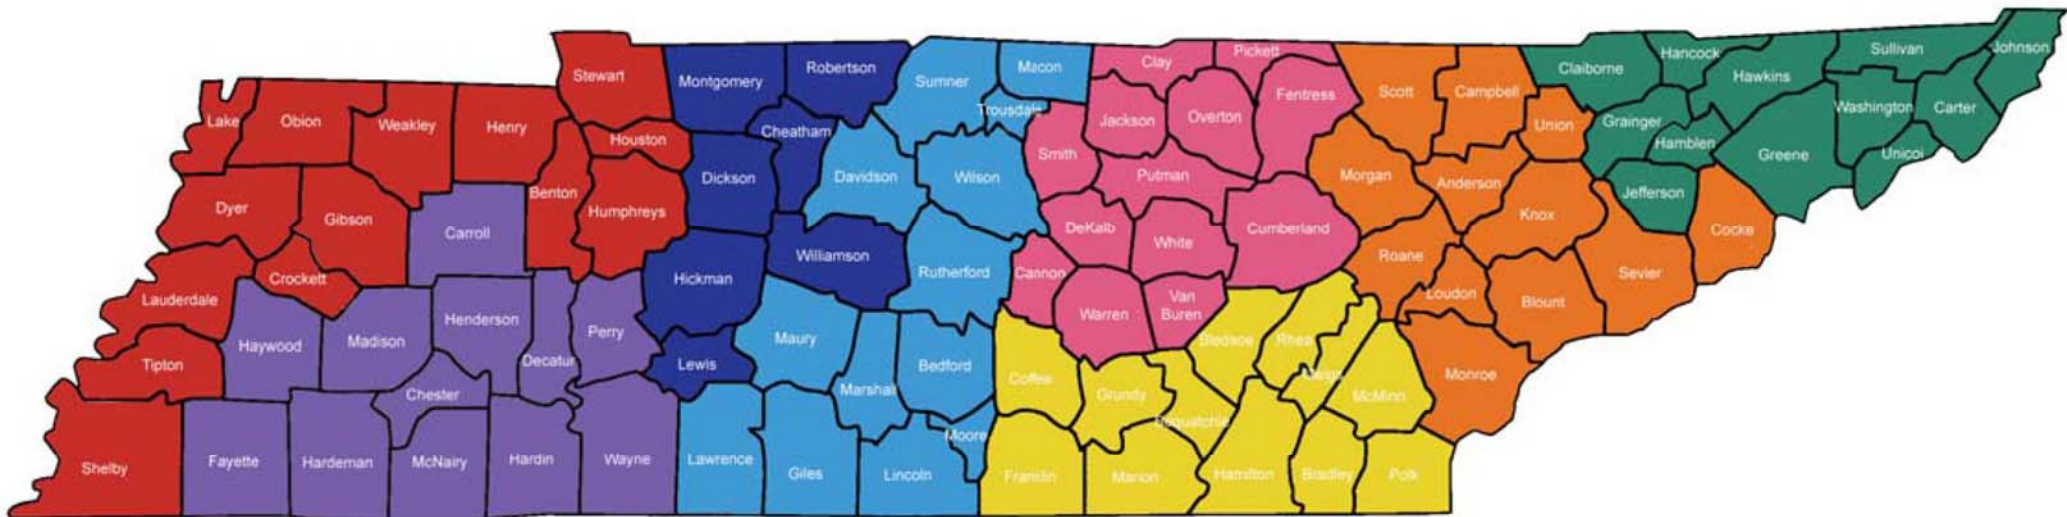 Stewart
Montgomery
Robertson
Sumner
Macon
Clay
Pickett
Scott
Campbell
Claiborne
Hancock
Hawkins
Sullivan
Johnson
Lake
Obion
Weakley
Henry
Houston
Cheatham
Trousdale
Jackson
Overton
Fentress
Union
Grainger
Hamblen
Washington
Carter
Greene
Unicoi
Dyer
Gibson
Carroll
Benton
Humphreys
Dickson
Davidson
Wilson
Smith
Putman
Morgan
Anderson
Knox
Jefferson
Cocke
Crockett
Lauderdale
Hickman
Williamson
Rutherford
DeKalb
White
Cumberland
Cannon
Roane
Loudon
Blount
Sevier
Tipton
Haywood
Madison
Henderson
Decatur
Perry
Lewis
Maury
Marshall
Bedford
Warren
Van
Buren
Bledsoe
Rhea
Coffee
Grundy
McMinn
Monroe
Chester
Shelby
Fayette
Hardeman
McNairy
Hardin
Wayne
Lawrence
Giles
Lincoln
Moore
Sequatchie
Marion
Hamilton
Bradley
Polk